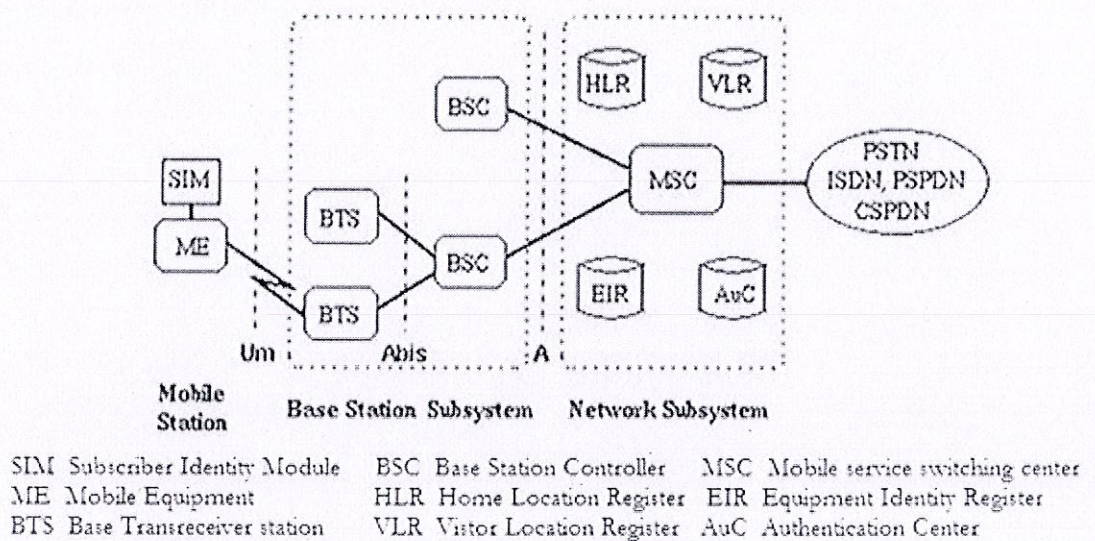 HLR VLR
BSC
PSTN
ISDN, PSPDN
CSPDN
SIM
MSC
BTS
ME
BSC
EIR AuC
BTS
Um Abis A
Mobile
Station
Base Station Subsystem Network Subsystem
SIM Subscriber Identity Module BSC Base Station Controller MSC Mobile service switching center
ME Mobile Equipment HLR Home Location Register EIR Equipment Identity Register
BTS Base Transreceiver station VLR Vistor Location Register AuC Authentication Center